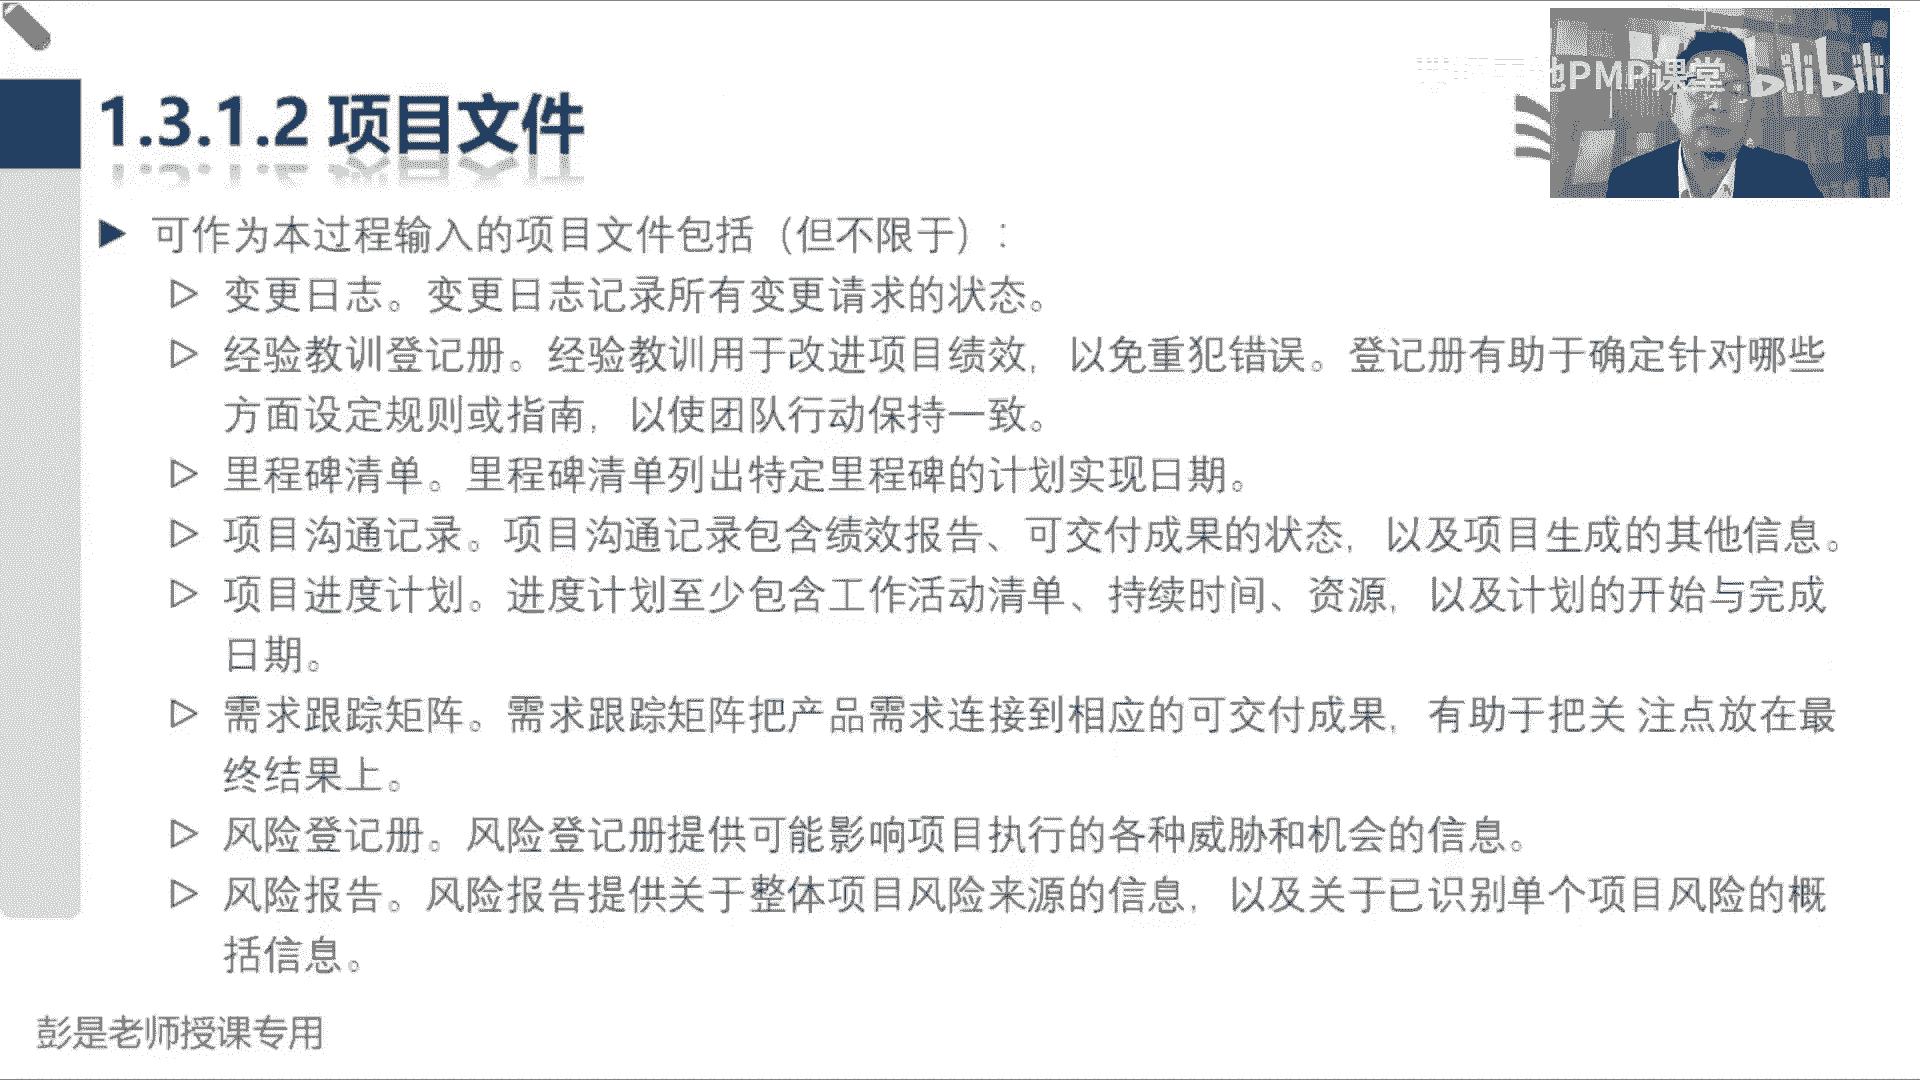 1.3.1.2 项目文件
地PMP课堂 bilibili
可作为本过程输入的项目文件包括（但不限于）：
变更日志。变更日志记录所有变更请求的状态。
经验教训登记册。经验教训用于改进项目绩效，以免重犯错误。登记册有助于确定针对哪些
方面设定规则或指南，以使团队行动保持一致。
里程碑清单。里程碑清单列出特定里程碑的计划实现日期。
项目沟通记录。项目沟通记录包含绩效报告、可交付成果的状态，以及项目生成的其他信息。
项目进度计划。进度计划至少包含工作活动清单、持续时间、资源，以及计划的开始与完成
日期。
需求跟踪矩阵。需求跟踪矩阵把产品需求连接到相应的可交付成果，有助于把关 注点放在最
终结果上。
风险登记册。风险登记册提供可能影响项目执行的各种威胁和机会的信息。
风险报告。风险报告提供关于整体项目风险来源的信息，以及关于已识别单个项目风险的概
括信息。
彭是老师授课专用